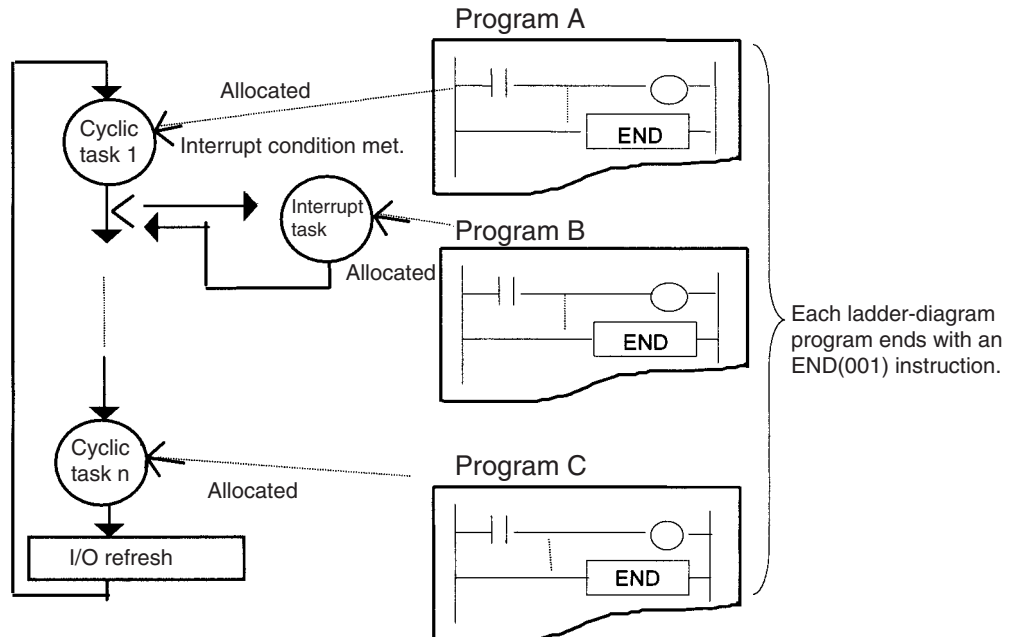 Program A
Allocated
Cyclic
task 1
Interrupt condition met.
END
Interrupt
task
Allocated
Program B
END
Each ladder-diagram
program ends with an
END(001) instruction.
Cyclic
task n
Allocated
Program C
I/O refresh
END